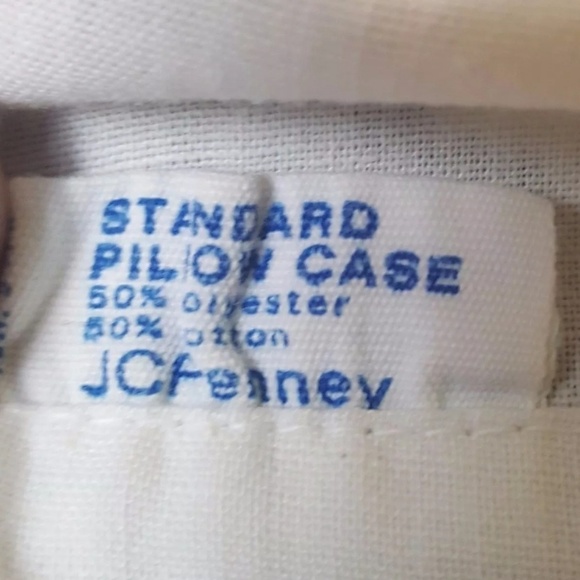 STANDARD
PILLOW CASE
50% polyester
50% cotton
JCPenney